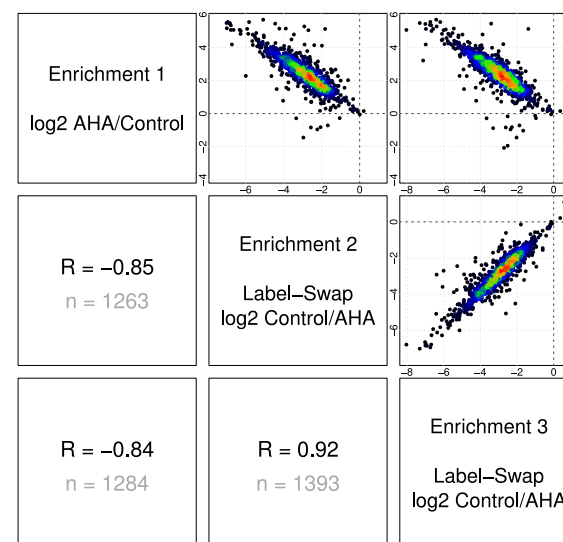 Enrichment 1
log2 AHA/Control
−4 −2 0 2 4 6
−6 −4 −2 0
−4 −2 0 2 4 6
−8 −6 −4 −2 0
R = −0.85
n = 1263
Enrichment 2
Label−Swap
log2 Control/AHA
−6 −4 −2 0
−8 −6 −4 −2 0
R = −0.84
n = 1284
R = 0.92
n = 1393
Enrichment 3
Label−Swap
log2 Control/AHA